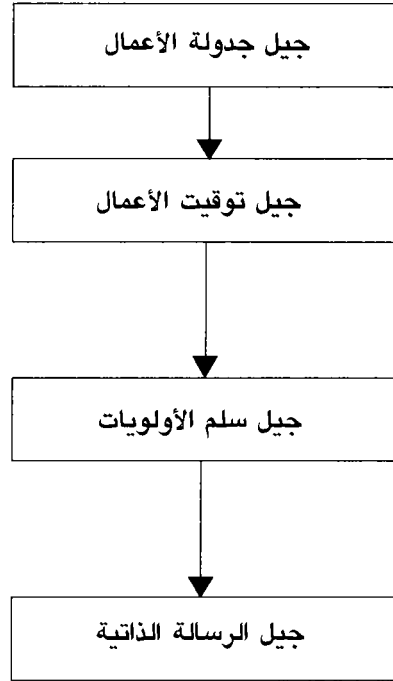 جيل جدولة الأعمال
جيل توقيت الأعمال
جيل سلم الأولويات
جيل الرسالة الذاتية